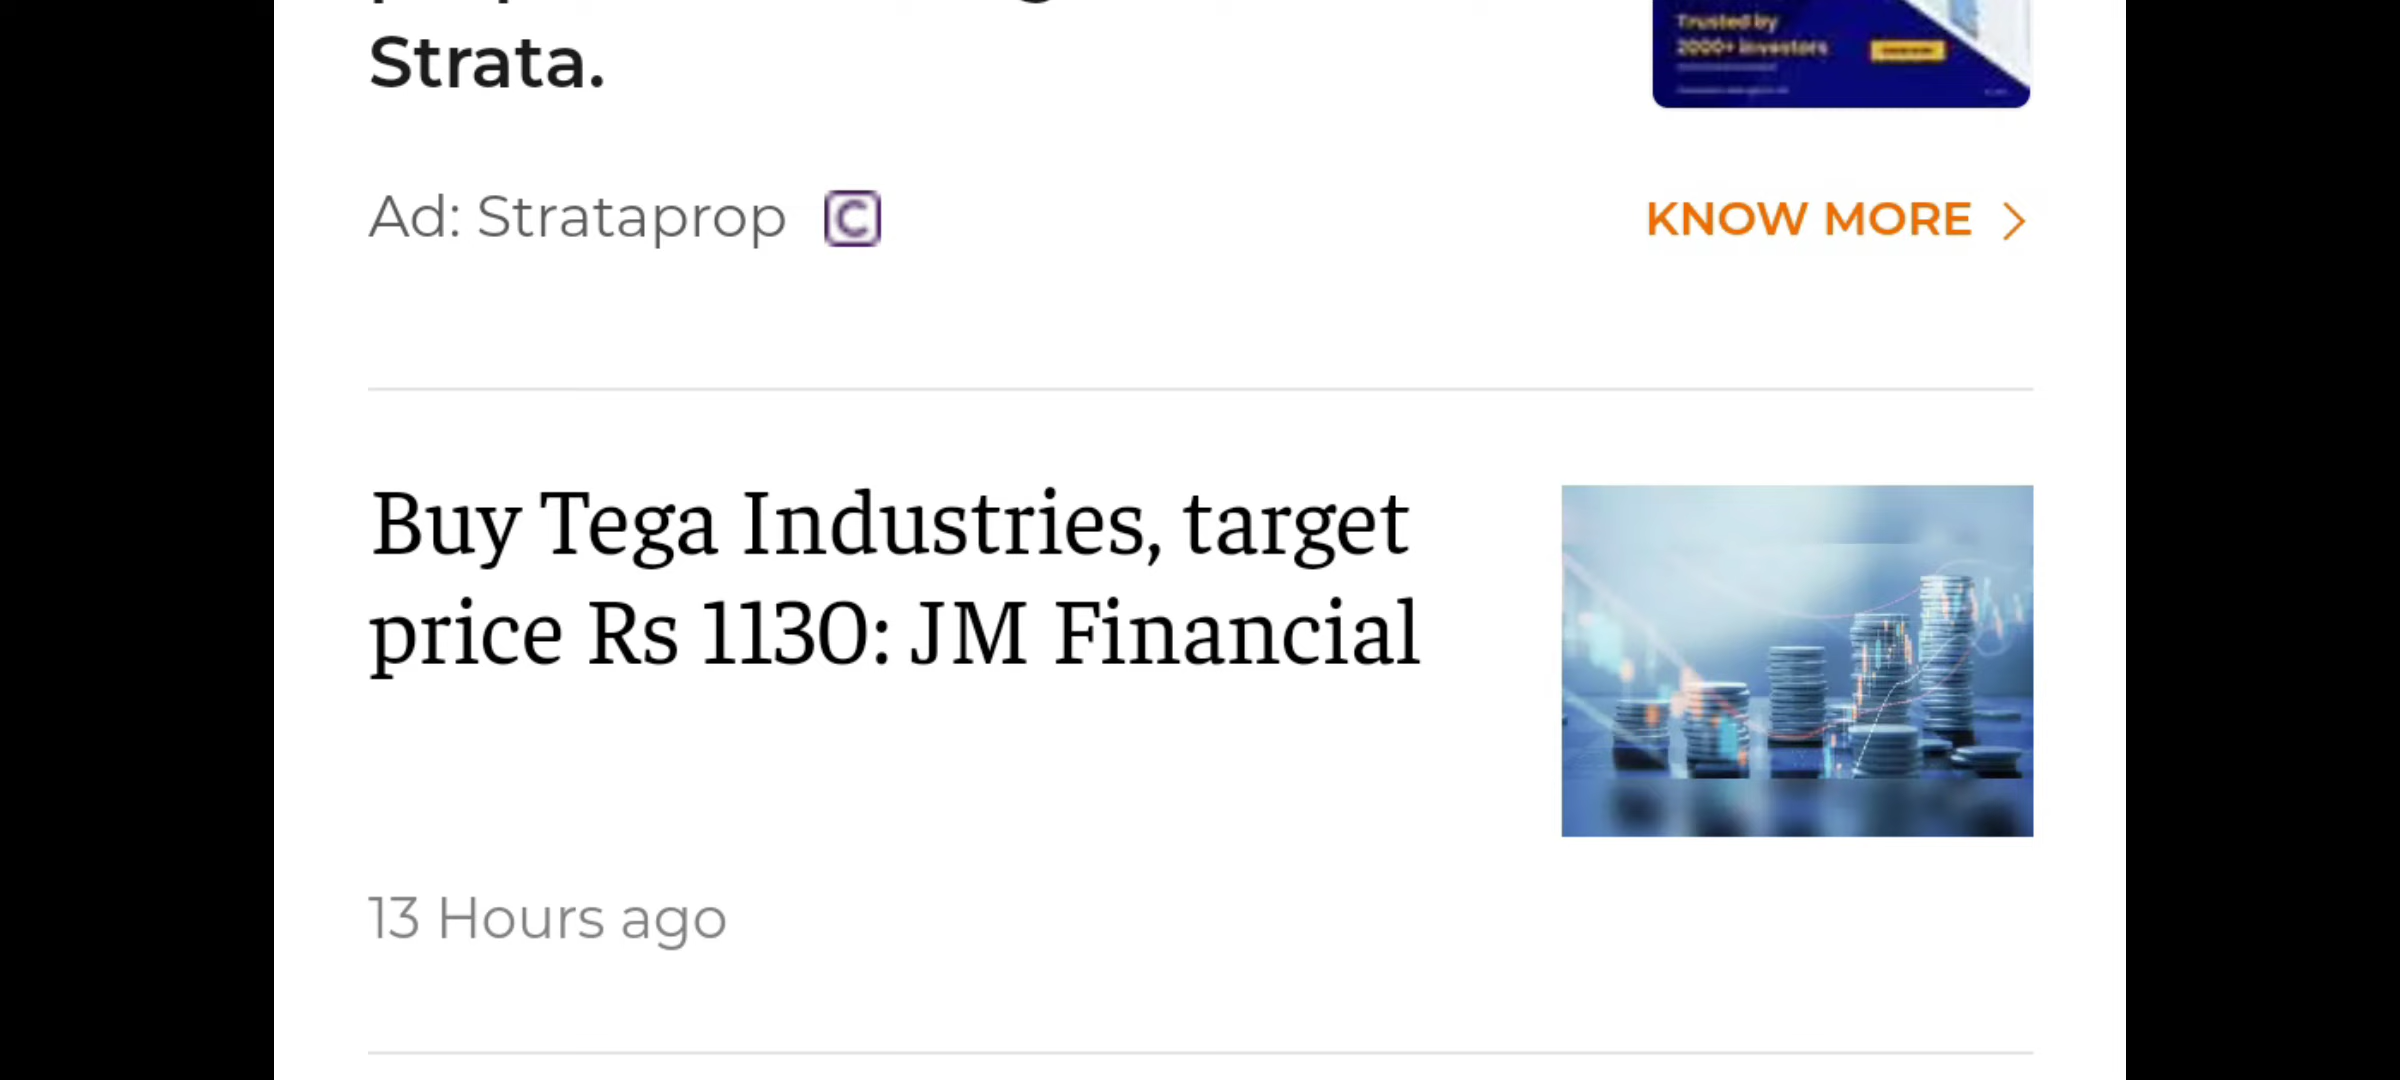 Strata.
Trusted by
2000+ investors
Ad: Strataprop
KNOW MORE
Buy Tega Industries, target
price Rs 1130: JM Financial
13 Hours ago